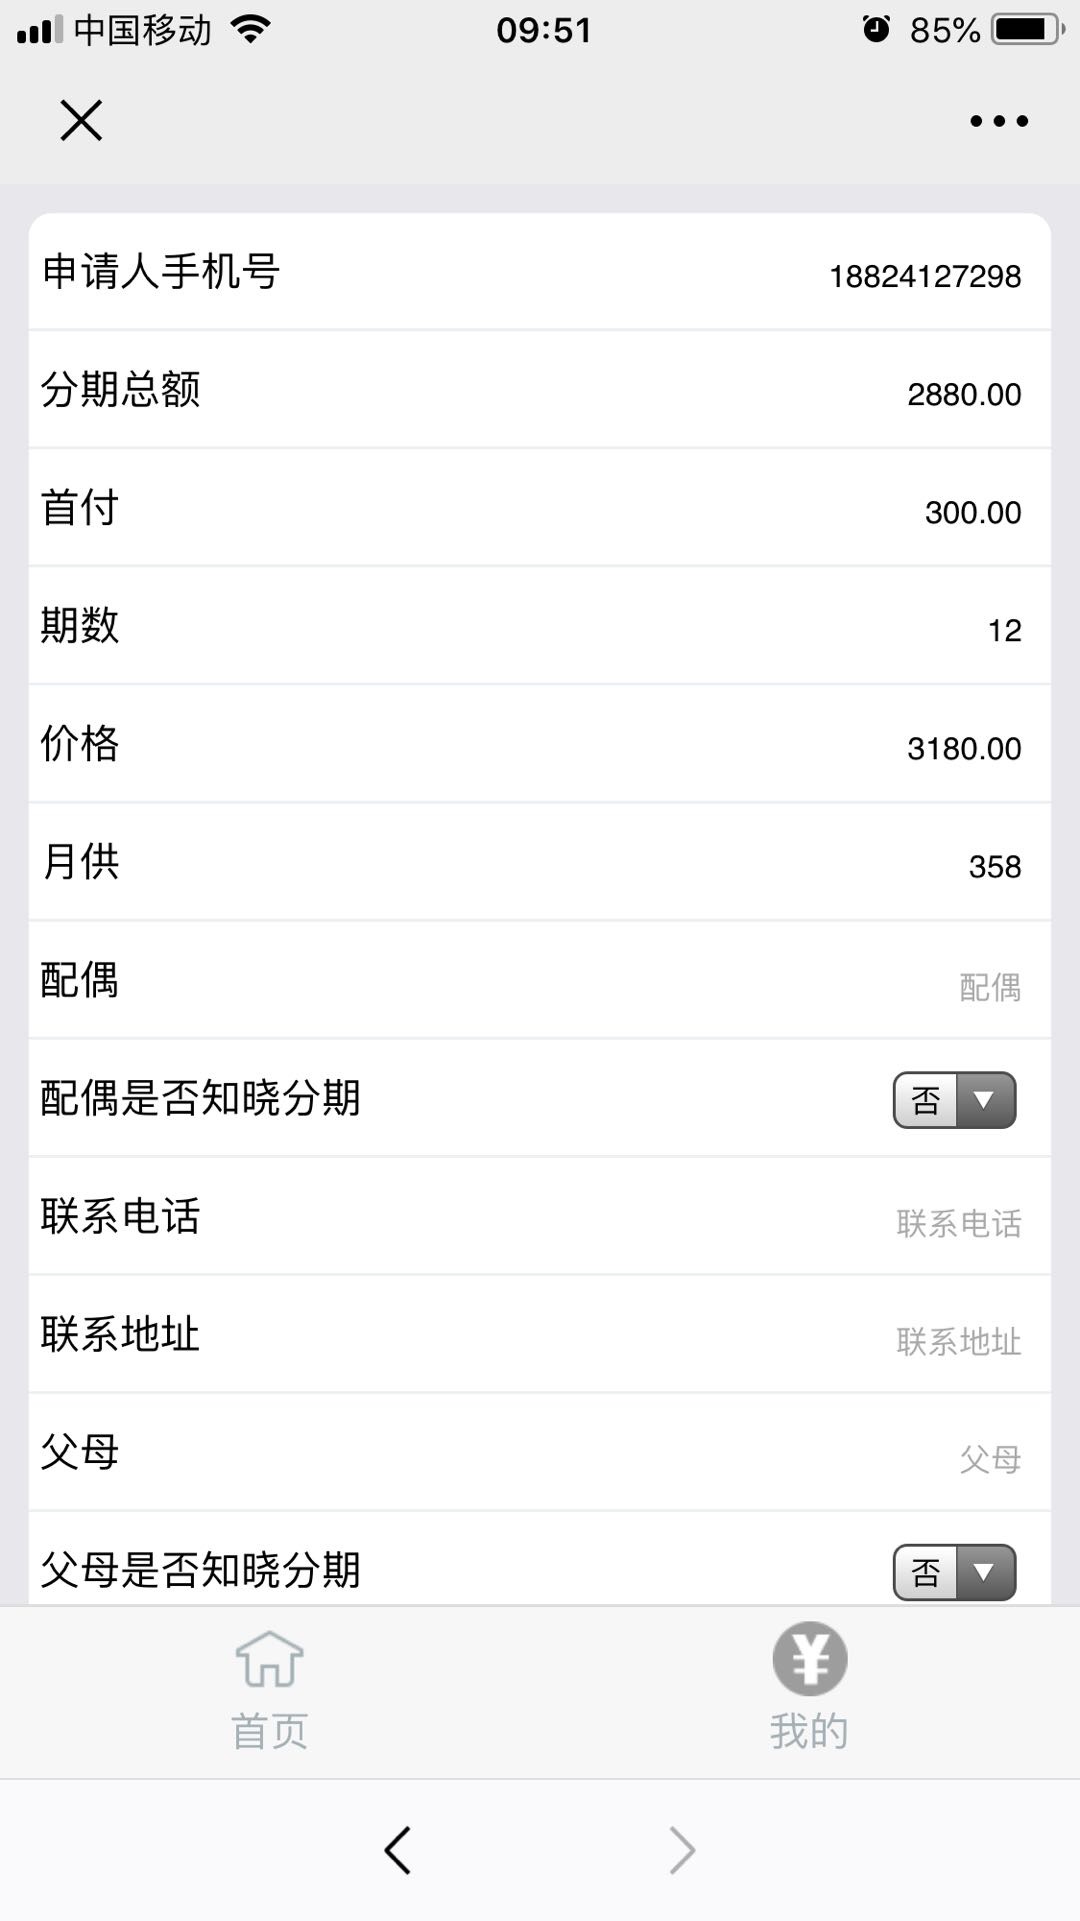 中国移动 09:51 85%
申请人手机号 18824127298
分期总额 2880.00
首付 300.00
期数 12
价格 3180.00
月供 358
配偶 配偶
配偶是否知晓分期 否
联系电话 联系电话
联系地址 联系地址
父母 父母
父母是否知晓分期 否
首页 我的